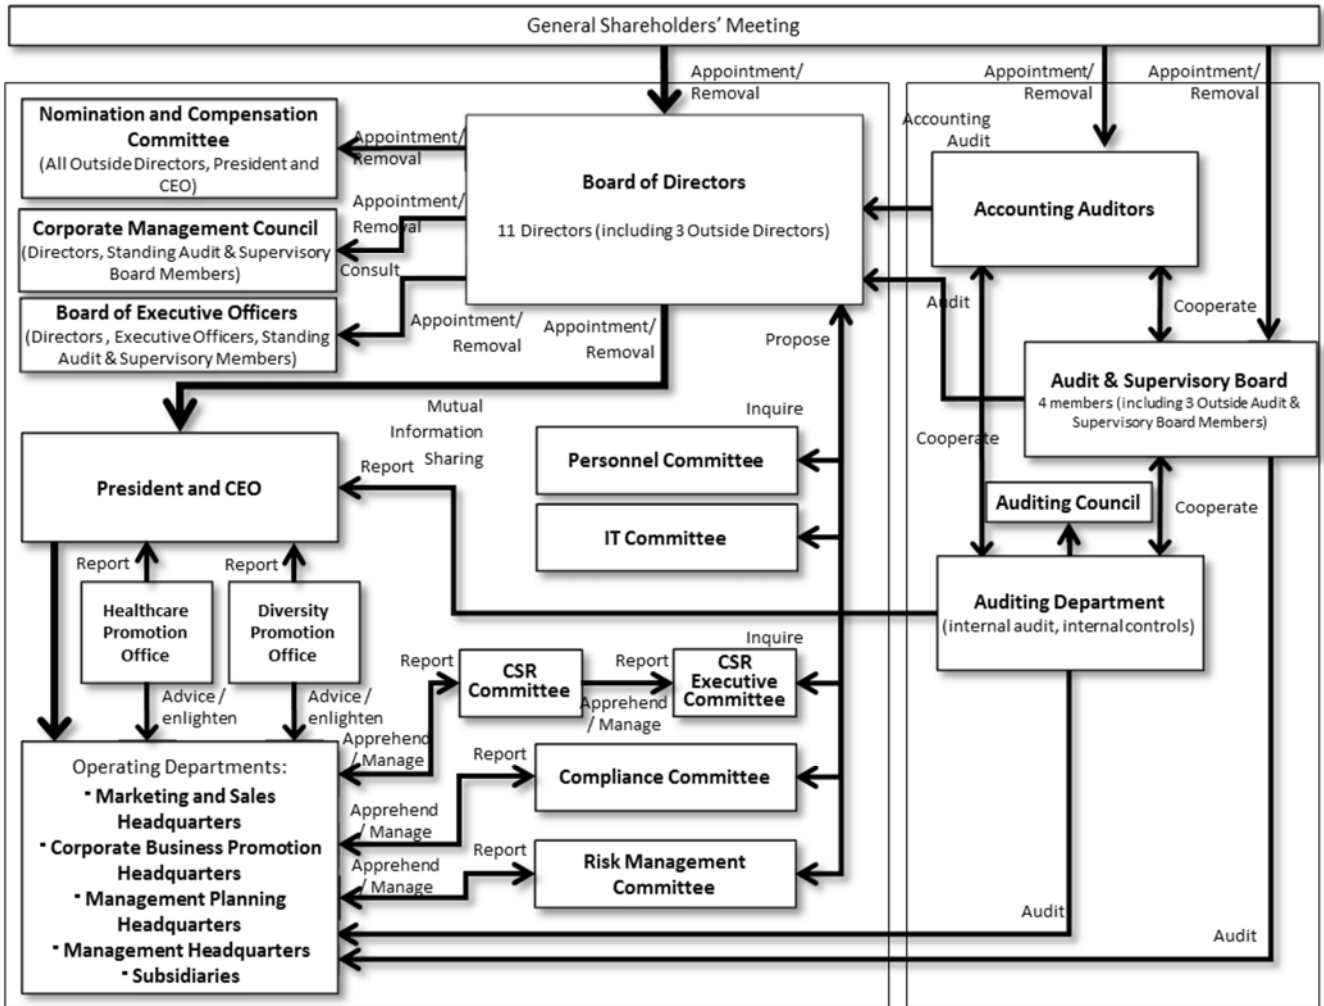 General Shareholders’ Meeting
Appointment/
Removal
Appointment/
Removal
Appointment/
Removal
Nomination and Compensation
Committee
(All Outside Directors, President and
CEO)
Appointment/
Removal
Board of Directors
11 Directors (including 3 Outside Directors)
Accounting
Audit
Accounting Auditors
Corporate Management Council
(Directors, Standing Audit & Supervisory
Board Members)
Appointment/
Removal
Consult
Board of Executive Officers
(Directors , Executive Officers, Standing
Audit & Supervisory Members)
Appointment/
Removal
Appointment/
Removal
Propose
Audit
Cooperate
Audit & Supervisory Board
4 members (including 3 Outside Audit &
Supervisory Board Members)
Mutual
Information
Sharing
Report
Inquire
Cooperate
President and CEO
Personnel Committee
IT Committee
Auditing Council
Cooperate
Report
Report
Healthcare
Promotion
Office
Diversity
Promotion
Office
Auditing Department
(internal audit, internal controls)
Inquire
Report
CSR
Committee
Report
Apprehend
/ Manage
CSR
Executive
Committee
Advice /
enlighten
Advice /
enlighten
Apprehend
/ Manage
Report
Compliance Committee
Apprehend
/ Manage
Report
Risk Management
Committee
Apprehend
/ Manage
Operating Departments:
- Marketing and Sales
Headquarters
- Corporate Business Promotion
Headquarters
- Management Planning
Headquarters
- Management Headquarters
- Subsidiaries
Audit
Audit